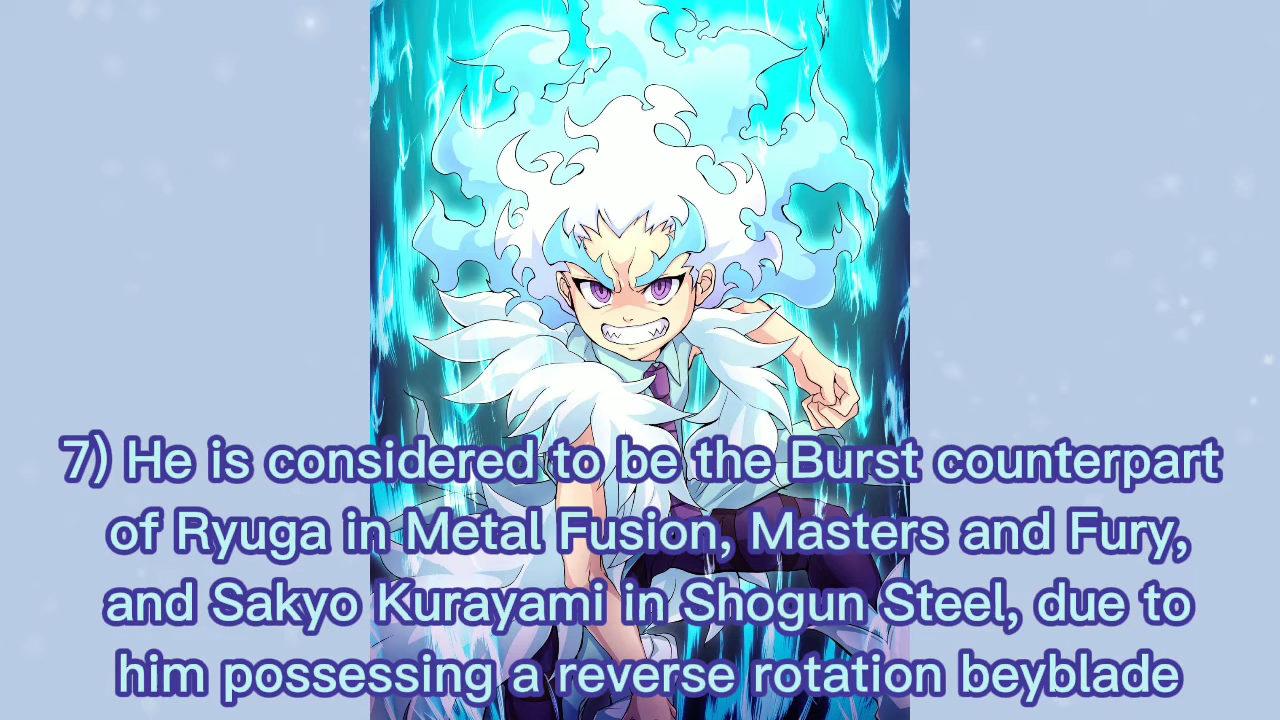 7) He is considered to be the Burst counterpart
of Ryuga in Metal Fusion, Masters and Fury,
and Sakyo Kurayami in Shogun Steel, due to
him possessing a reverse rotation beyblade